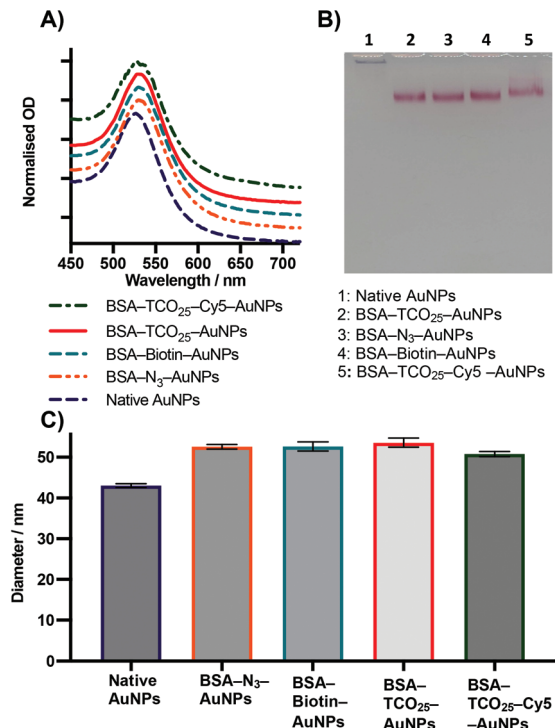 A)
Normalised OD
450 500 550 600 650 700
Wavelength / nm
BSA–TCO25–Cy5–AuNPs
BSA–TCO25–AuNPs
BSA–Biotin–AuNPs
BSA–N3–AuNPs
Native AuNPs
B)
1 2 3 4 5
1: Native AuNPs
2: BSA–TCO25–AuNPs
3: BSA–N3–AuNPs
4: BSA–Biotin–AuNPs
5: BSA–TCO25–Cy5 –AuNPs
C)
Diameter / nm
50
40
30
20
10
0
Native
AuNPs
BSA–N3–
AuNPs
BSA–
Biotin–
AuNPs
BSA–
TCO25–
AuNPs
BSA–
TCO25–Cy5
–AuNPs